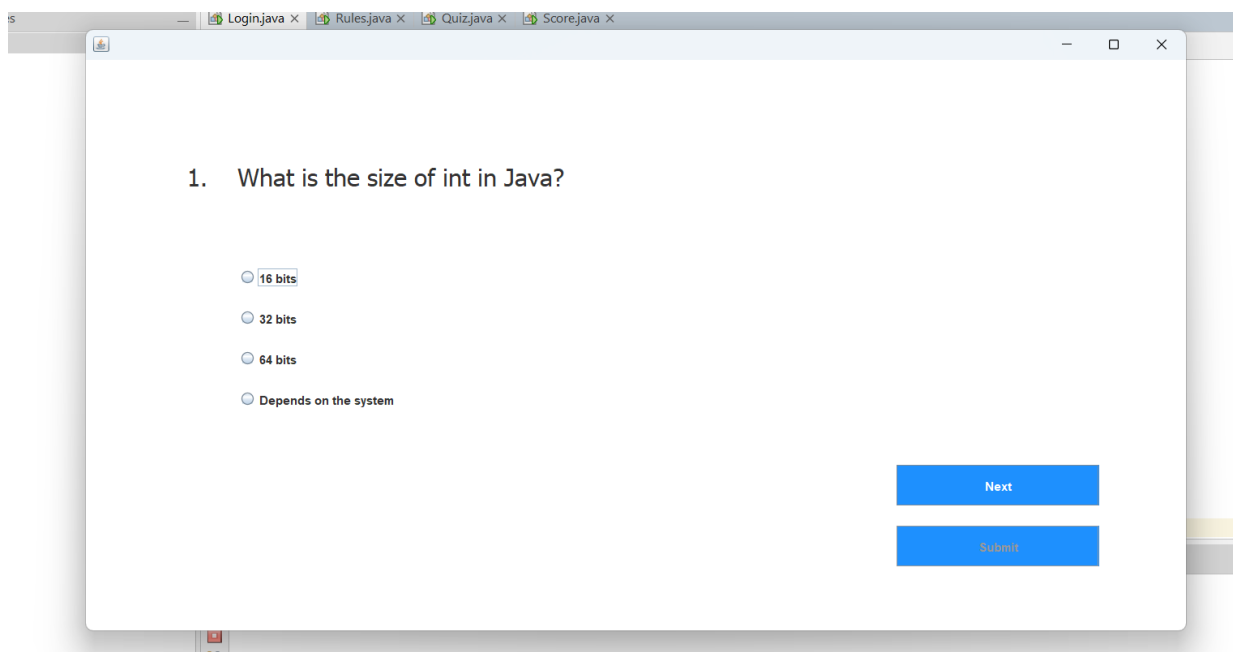 es
Login.java × Rules.java × Quiz.java × Score.java ×
1. What is the size of int in Java?
16 bits
32 bits
64 bits
Depends on the system
Next
Submit